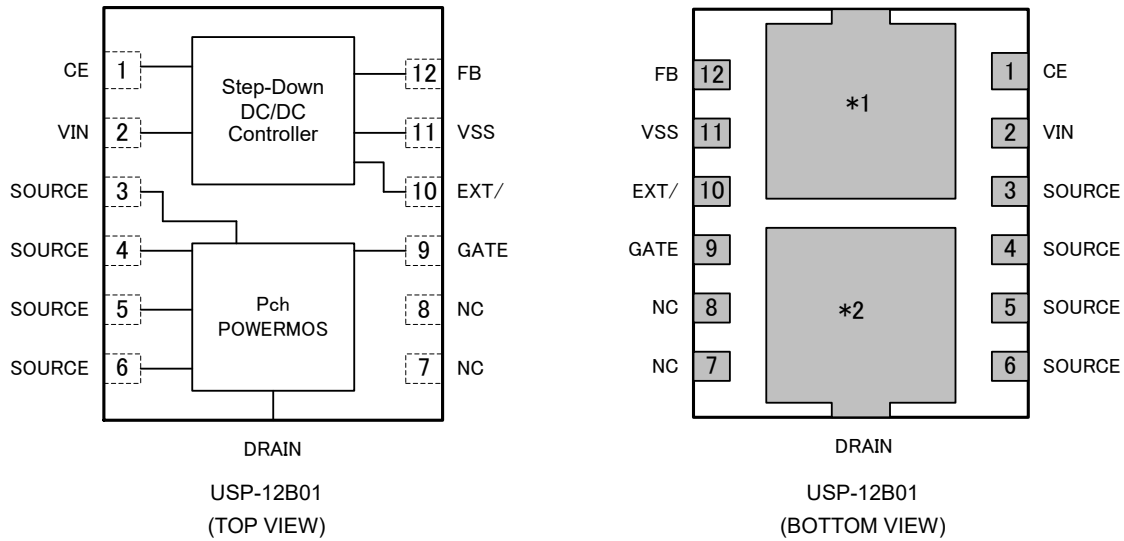 CE 1 Step-Down DC/DC Controller 12 FB
VIN 2 11 VSS
SOURCE 3 10 EXT/
SOURCE 4 9 GATE
SOURCE 5 Pch POWERMOS 8 NC
SOURCE 6 7 NC
DRAIN
USP-12B01
(TOP VIEW)
FB 12 *1 1 CE
VSS 11 2 VIN
EXT/ 10 3 SOURCE
GATE 9 4 SOURCE
NC 8 *2 5 SOURCE
NC 7 6 SOURCE
DRAIN
USP-12B01
(BOTTOM VIEW)